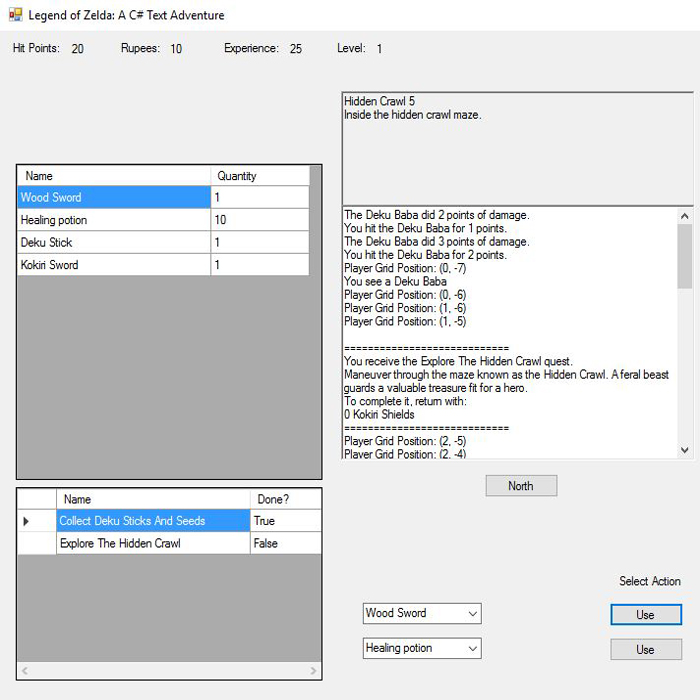 Legend of Zelda: A C# Text Adventure
Hit Points: 20 Rupees: 10 Experience: 25 Level: 1
Hidden Crawl 5
Inside the hidden crawl maze.
Name Quantity
Wood Sword 1
Healing potion 10
Deku Stick 1
Kokiri Sword 1
The Deku Baba did 2 points of damage.
You hit the Deku Baba for 1 points.
The Deku Baba did 3 points of damage.
You hit the Deku Baba for 2 points.
Player Grid Position: (0, -7)
You see a Deku Baba
Player Grid Position: (0, -6)
Player Grid Position: (1, -6)
Player Grid Position: (1, -5)
===========================
You receive the Explore The Hidden Crawl quest.
Maneuver through the maze known as the Hidden Crawl. A feral beast
guards a valuable treasure fit for a hero.
To complete it, return with:
0 Kokiri Shields
===========================
Player Grid Position: (2, -5)
Player Grid Position: (2, -4)
North
Name Done?
Collect Deku Sticks And Seeds True
Explore The Hidden Crawl False
Select Action
Wood Sword Use
Healing potion Use